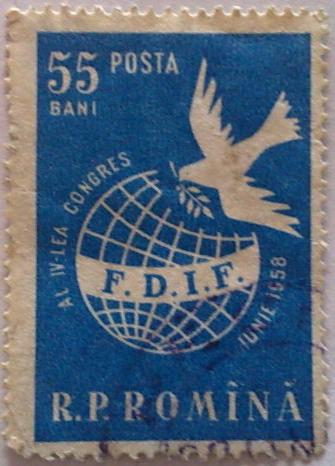 55 POSTA
BANI
AL IV-LEA CONGRES
F. D. I. F.
IUNIE 1958
R.P. ROMÎNĂ